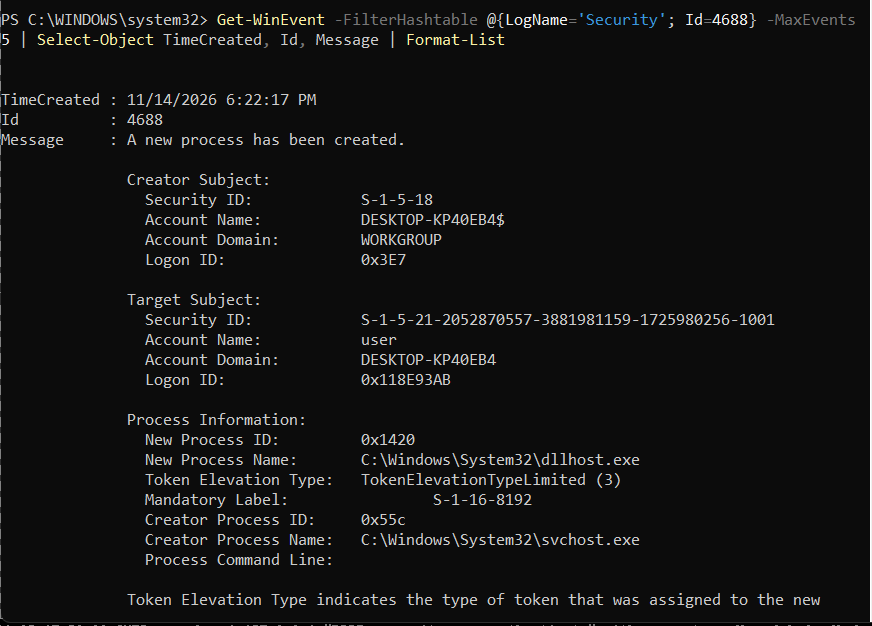 PS C:\WINDOWS\system32> Get-WinEvent -FilterHashtable @{LogName='Security'; Id=4688} -MaxEvents
5 | Select-Object TimeCreated, Id, Message | Format-List
TimeCreated : 11/14/2026 6:22:17 PM
Id          : 4688
Message     : A new process has been created.
Creator Subject:
Security ID: S-1-5-18
Account Name: DESKTOP-KP40EB4$
Account Domain: WORKGROUP
Logon ID: 0x3E7
Target Subject:
Security ID: S-1-5-21-2052870557-3881981159-1725980256-1001
Account Name: user
Account Domain: DESKTOP-KP40EB4
Logon ID: 0x118E93AB
Process Information:
New Process ID: 0x1420
New Process Name: C:\Windows\System32\dllhost.exe
Token Elevation Type: TokenElevationTypeLimited (3)
Mandatory Label: S-1-16-8192
Creator Process ID: 0x55c
Creator Process Name: C:\Windows\System32\svchost.exe
Process Command Line:
Token Elevation Type indicates the type of token that was assigned to the new